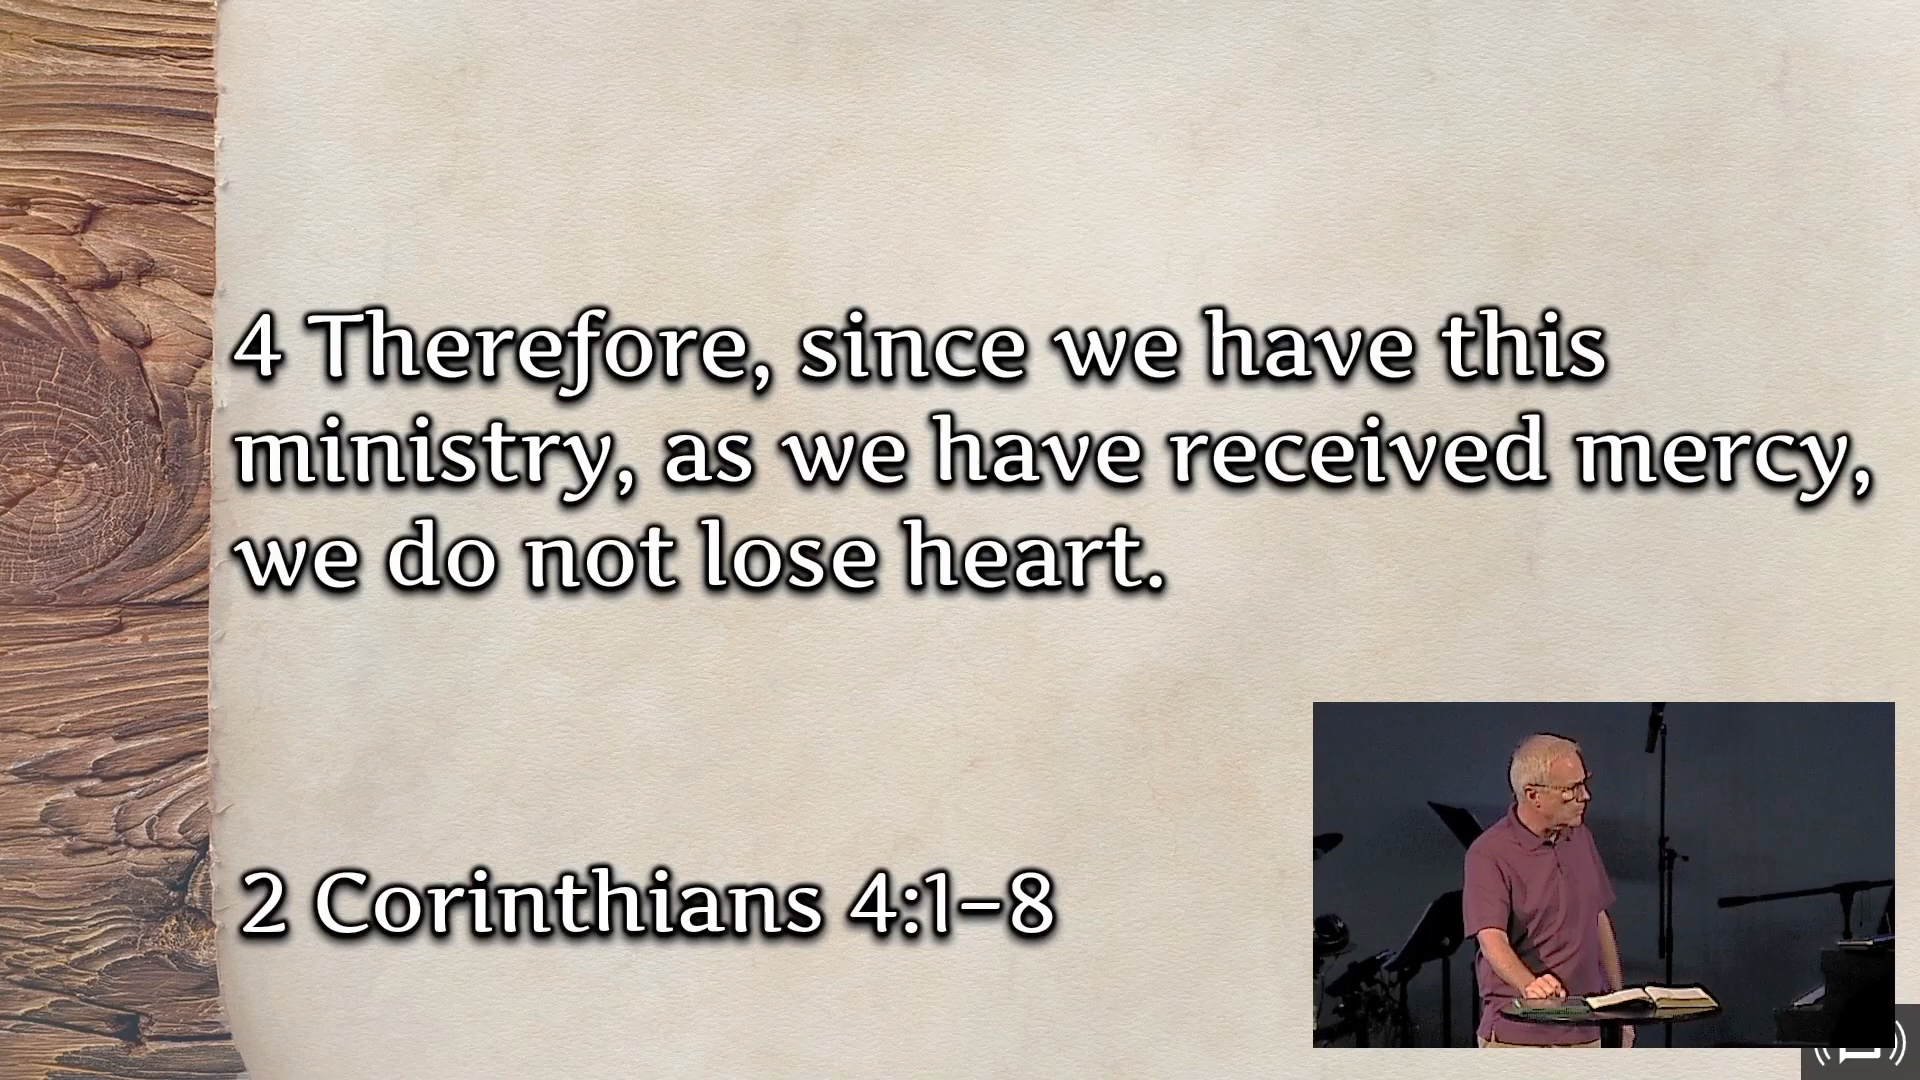 4 Therefore, since we have this
ministry, as we have received mercy,
we do not lose heart.
2 Corinthians 4:1–8